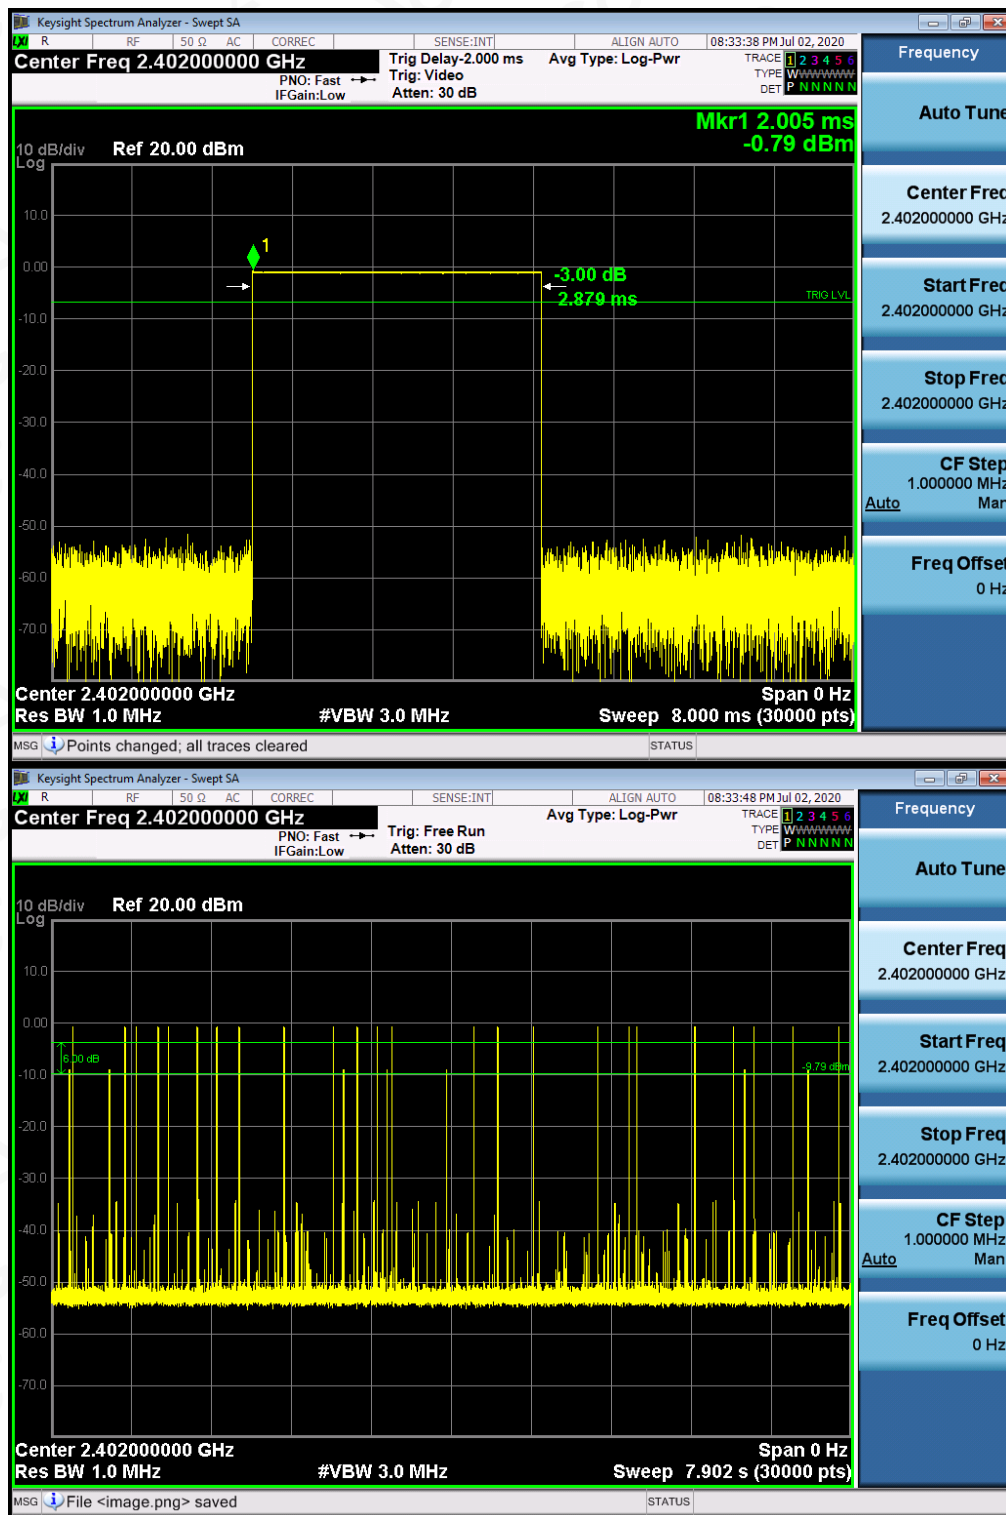 Keysight Spectrum Analyzer - Swept SA
LXI R RF 50 Ω AC CORREC SENSE:INT ALIGN AUTO 08:33:38 PM Jul 02, 2020
Center Freq 2.402000000 GHz
PNO: Fast
IFGain:Low
Trig Delay-2.000 ms
Trig: Video
Atten: 30 dB
Avg Type: Log-Pwr
TRACE 1 2 3 4 5 6
TYPE WWWWWW
DET P N N N N N
Mkr1 2.005 ms
-0.79 dBm
10 dB/div Ref 20.00 dBm
Log
10.0
0.00
-10.0
-20.0
-30.0
-40.0
-50.0
-60.0
-70.0
1
-3.00 dB
2.879 ms
TRIG LVL
Center 2.402000000 GHz Span 0 Hz
Res BW 1.0 MHz #VBW 3.0 MHz Sweep 8.000 ms (30000 pts)
MSG Points changed; all traces cleared STATUS
Frequency
Auto Tune
Center Freq
2.402000000 GHz
Start Freq
2.402000000 GHz
Stop Freq
2.402000000 GHz
CF Step
1.000000 MHz
Auto Man
Freq Offset
0 Hz
Keysight Spectrum Analyzer - Swept SA
LXI R RF 50 Ω AC CORREC SENSE:INT ALIGN AUTO 08:33:48 PM Jul 02, 2020
Center Freq 2.402000000 GHz
PNO: Fast
IFGain:Low
Trig: Free Run
Atten: 30 dB
Avg Type: Log-Pwr
TRACE 1 2 3 4 5 6
TYPE WWWWWW
DET P N N N N N
10 dB/div Ref 20.00 dBm
Log
10.0
0.00
-10.0
-20.0
-30.0
-40.0
-50.0
-60.0
-70.0
6.00 dB
-9.79 dBm
Center 2.402000000 GHz Span 0 Hz
Res BW 1.0 MHz #VBW 3.0 MHz Sweep 7.902 s (30000 pts)
MSG File <image.png> saved STATUS
Frequency
Auto Tune
Center Freq
2.402000000 GHz
Start Freq
2.402000000 GHz
Stop Freq
2.402000000 GHz
CF Step
1.000000 MHz
Auto Man
Freq Offset
0 Hz